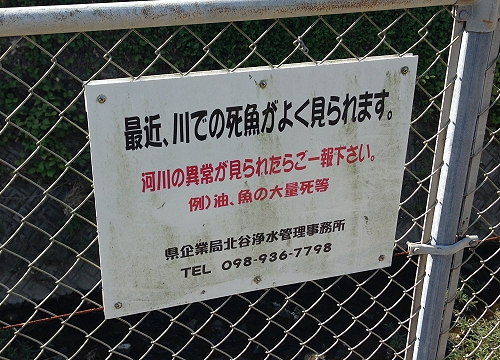 最近、川での死魚がよく見られます。
河川の異常が見られたらご一報下さい。
例)油、魚の大量死等
県企業局北谷浄水管理事務所
TEL 098-936-7798